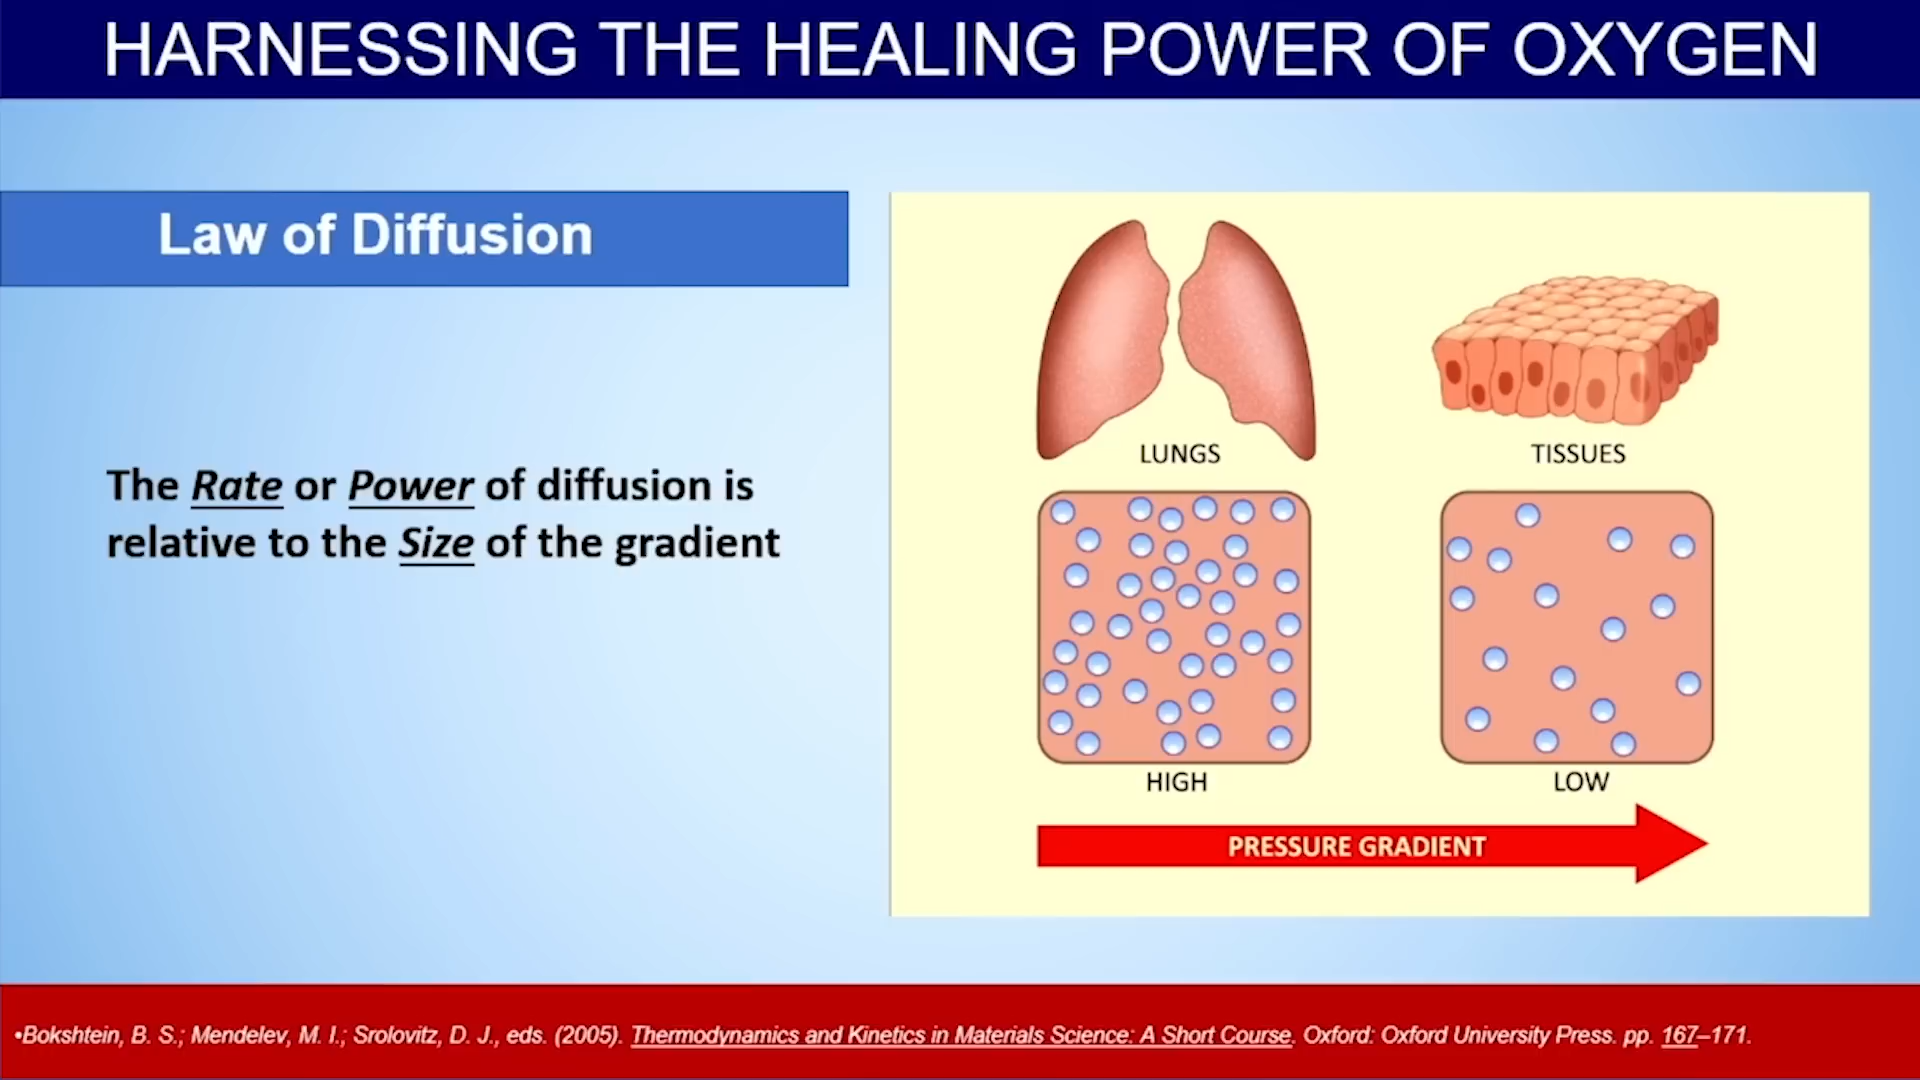 HARNESSING THE HEALING POWER OF OXYGEN
Law of Diffusion
The Rate or Power of diffusion is
relative to the Size of the gradient
LUNGS
TISSUES
HIGH
LOW
PRESSURE GRADIENT
•Bokshtein, B. S.; Mendelev, M. I.; Srolovitz, D. J., eds. (2005). Thermodynamics and Kinetics in Materials Science: A Short Course. Oxford: Oxford University Press. pp. 167–171.